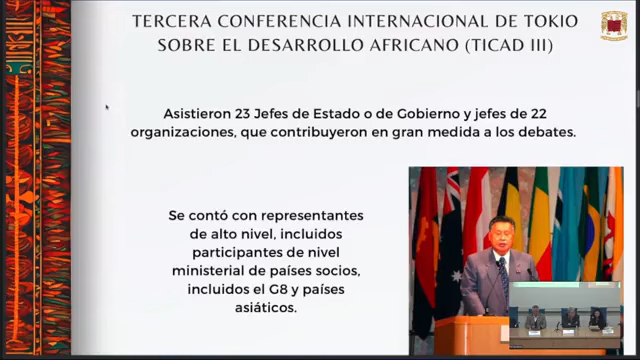 TERCERA CONFERENCIA INTERNACIONAL DE TOKIO
SOBRE EL DESARROLLO AFRICANO (TICAD III)
Asistieron 23 Jefes de Estado o de Gobierno y jefes de 22
organizaciones, que contribuyeron en gran medida a los debates.
Se contó con representantes
de alto nivel, incluidos
participantes de nivel
ministerial de países socios,
incluidos el G8 y países
asiáticos.